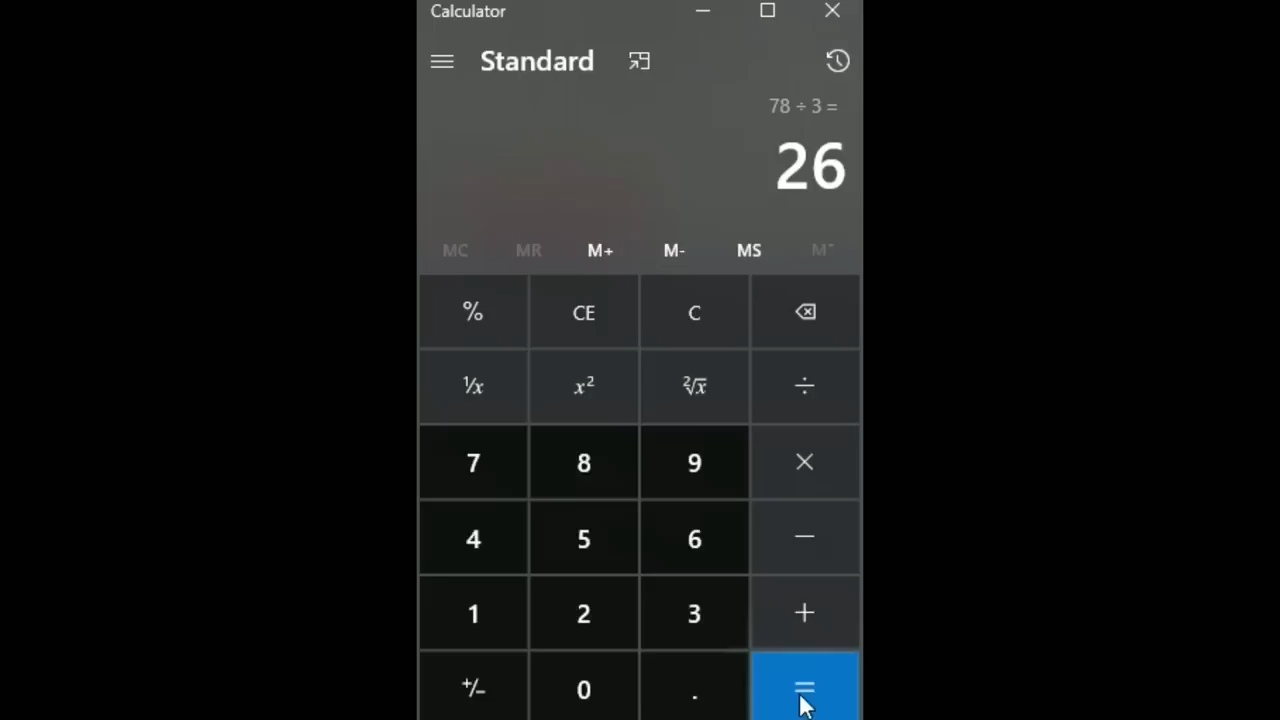 Calculator
Standard
78 ÷ 3 =
26
MC MR M+ M- MS M˅
% CE C
¹⁄x x² ²√x ÷
7 8 9 ×
4 5 6 −
1 2 3 +
+/− 0 . =